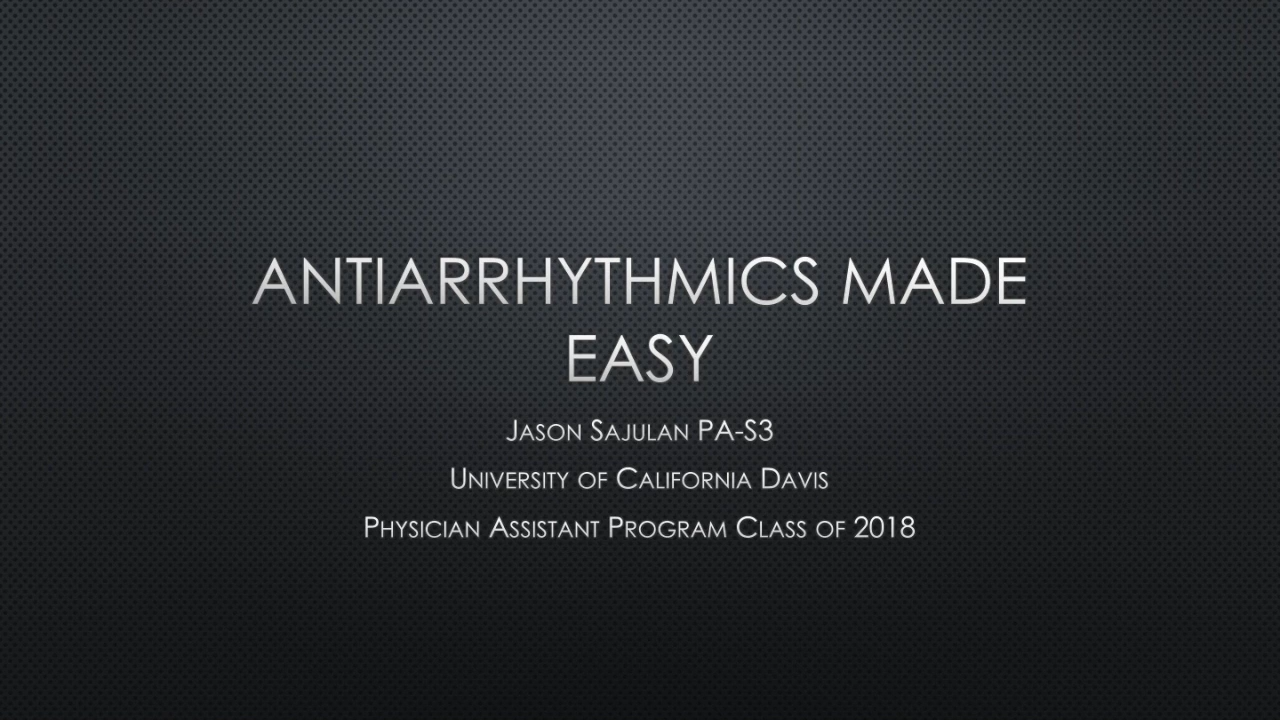 ANTIARRHYTHMICS MADE
EASY
JASON SAJULAN PA-S3
UNIVERSITY OF CALIFORNIA DAVIS
PHYSICIAN ASSISTANT PROGRAM CLASS OF 2018